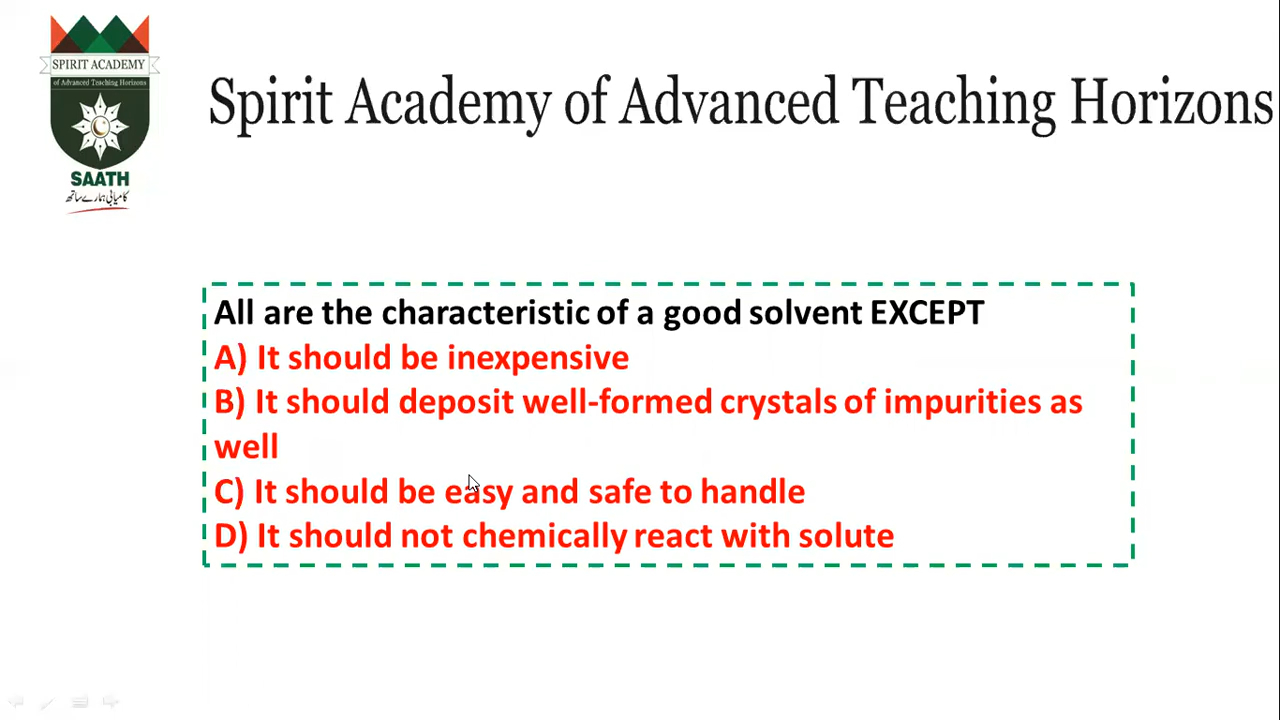 SPIRIT ACADEMY
of Advanced Teaching Horizons
SAATH
کامیابی ہمارے ساتھ
Spirit Academy of Advanced Teaching Horizons
All are the characteristic of a good solvent EXCEPT
A) It should be inexpensive
B) It should deposit well-formed crystals of impurities as
well
C) It should be easy and safe to handle
D) It should not chemically react with solute